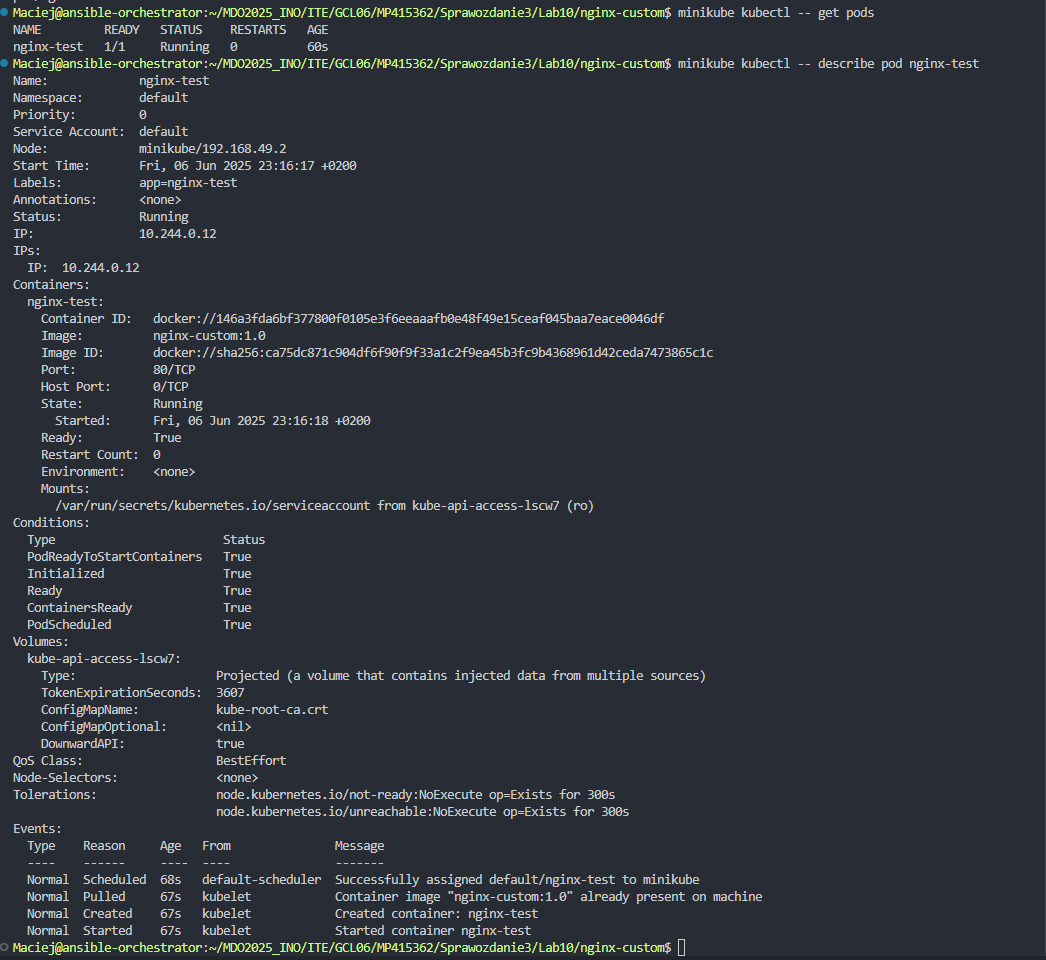 Maciej@ansible-orchestrator:~/MDO2025_INO/ITE/GCL06/MP415362/Sprawozdanie3/Lab10/nginx-custom$ minikube kubectl -- get pods
NAME         READY   STATUS    RESTARTS   AGE
nginx-test   1/1     Running   0          60s
Maciej@ansible-orchestrator:~/MDO2025_INO/ITE/GCL06/MP415362/Sprawozdanie3/Lab10/nginx-custom$ minikube kubectl -- describe pod nginx-test
Name:             nginx-test
Namespace:        default
Priority:         0
Service Account:  default
Node:             minikube/192.168.49.2
Start Time:       Fri, 06 Jun 2025 23:16:17 +0200
Labels:           app=nginx-test
Annotations:      <none>
Status:           Running
IP:               10.244.0.12
IPs:
  IP:  10.244.0.12
Containers:
  nginx-test:
    Container ID:   docker://146a3fda6bf377800f0105e3f6eeaaafb0e48f49e15ceaf045baa7eace0046df
    Image:          nginx-custom:1.0
    Image ID:       docker://sha256:ca75dc871c904df6f90f9f33a1c2f9ea45b3fc9b4368961d42ceda7473865c1c
    Port:           80/TCP
    Host Port:      0/TCP
    State:          Running
      Started:      Fri, 06 Jun 2025 23:16:18 +0200
    Ready:          True
    Restart Count:  0
    Environment:    <none>
    Mounts:
      /var/run/secrets/kubernetes.io/serviceaccount from kube-api-access-lscw7 (ro)
Conditions:
  Type                        Status
  PodReadyToStartContainers   True
  Initialized                 True
  Ready                       True
  ContainersReady             True
  PodScheduled                True
Volumes:
  kube-api-access-lscw7:
    Type:                    Projected (a volume that contains injected data from multiple sources)
    TokenExpirationSeconds:  3607
    ConfigMapName:           kube-root-ca.crt
    ConfigMapOptional:       <nil>
    DownwardAPI:             true
QoS Class:                   BestEffort
Node-Selectors:              <none>
Tolerations:                 node.kubernetes.io/not-ready:NoExecute op=Exists for 300s
                             node.kubernetes.io/unreachable:NoExecute op=Exists for 300s
Events:
  Type    Reason     Age   From               Message
  ----    ------     ----  ----               -------
  Normal  Scheduled  68s   default-scheduler  Successfully assigned default/nginx-test to minikube
  Normal  Pulled     67s   kubelet            Container image "nginx-custom:1.0" already present on machine
  Normal  Created    67s   kubelet            Created container: nginx-test
  Normal  Started    67s   kubelet            Started container nginx-test
Maciej@ansible-orchestrator:~/MDO2025_INO/ITE/GCL06/MP415362/Sprawozdanie3/Lab10/nginx-custom$